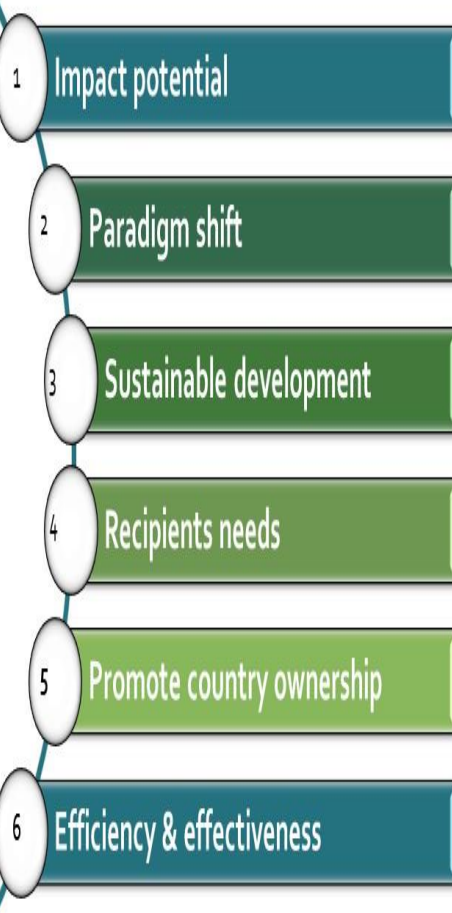 1 Impact potential
2 Paradigm shift
3 Sustainable development
4 Recipients needs
5 Promote country ownership
6 Efficiency & effectiveness